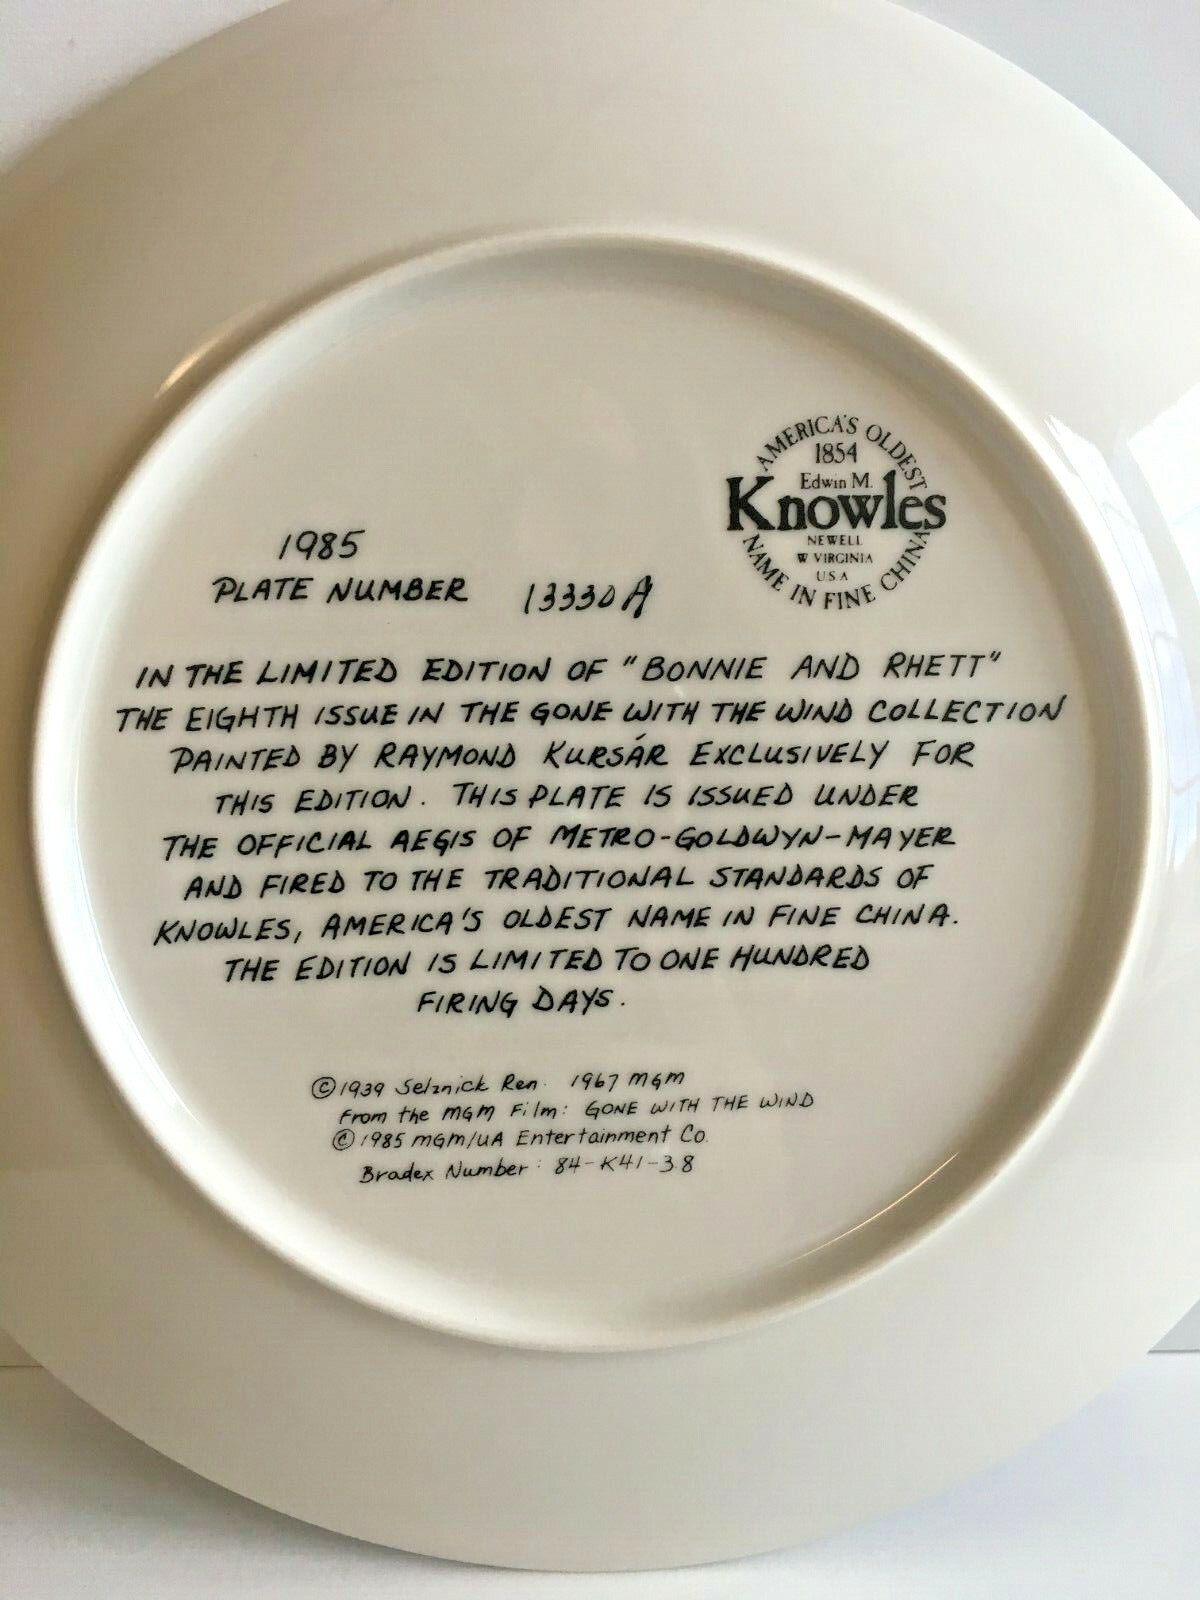 AMERICA'S OLDEST
1854
Edwin M.
Knowles
NEWELL
W VIRGINIA
USA
NAME IN FINE CHINA
1985
PLATE NUMBER 13330A
IN THE LIMITED EDITION OF "BONNIE AND RHETT"
THE EIGHTH ISSUE IN THE GONE WITH THE WIND COLLECTION
PAINTED BY RAYMOND KURSÁR EXCLUSIVELY FOR
THIS EDITION. THIS PLATE IS ISSUED UNDER
THE OFFICIAL AEGIS OF METRO-GOLDWYN-MAYER
AND FIRED TO THE TRADITIONAL STANDARDS OF
KNOWLES, AMERICA'S OLDEST NAME IN FINE CHINA.
THE EDITION IS LIMITED TO ONE HUNDRED
FIRING DAYS.
©1939 Selznick Ren. 1967 MGM
From the MGM Film: GONE WITH THE WIND
©1985 MGM/UA Entertainment Co.
Bradex Number: 84-K41-3.8